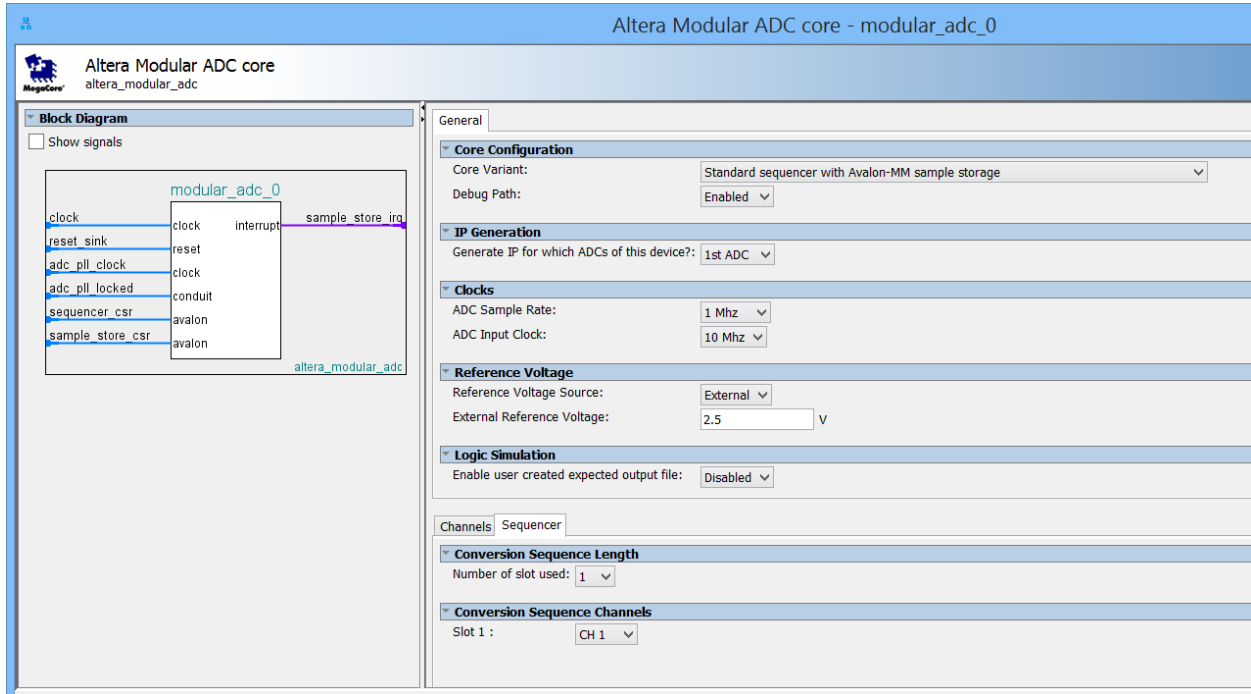 Altera Modular ADC core - modular_adc_0
MegaCore'
Altera Modular ADC core
altera_modular_adc
Block Diagram
Show signals
modular_adc_0
clock
clock
interrupt
sample_store_irq
reset_sink
reset
adc_pll_clock
clock
adc_pll_locked
conduit
sequencer_csr
avalon
sample_store_csr
avalon
altera_modular_adc
General
Core Configuration
Core Variant: Standard sequencer with Avalon-MM sample storage
Debug Path: Enabled
IP Generation
Generate IP for which ADCs of this device?: 1st ADC
Clocks
ADC Sample Rate: 1 Mhz
ADC Input Clock: 10 Mhz
Reference Voltage
Reference Voltage Source: External
External Reference Voltage: 2.5 V
Logic Simulation
Enable user created expected output file: Disabled
Channels Sequencer
Conversion Sequence Length
Number of slot used: 1
Conversion Sequence Channels
Slot 1 : CH 1